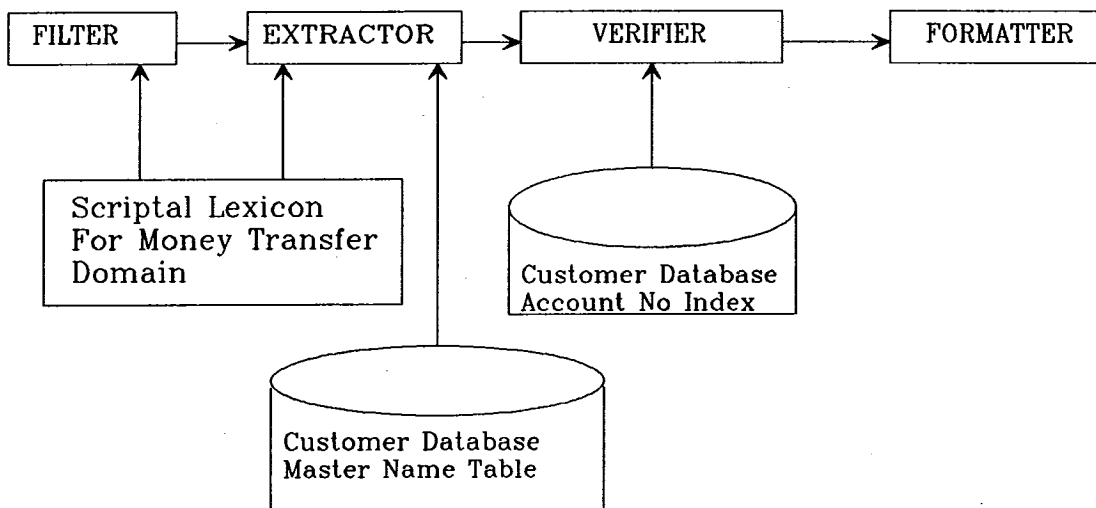 FILTER
EXTRACTOR
VERIFIER
FORMATTER
Scriptal Lexicon
For Money Transfer
Domain
Customer Database
Account No Index
Customer Database
Master Name Table